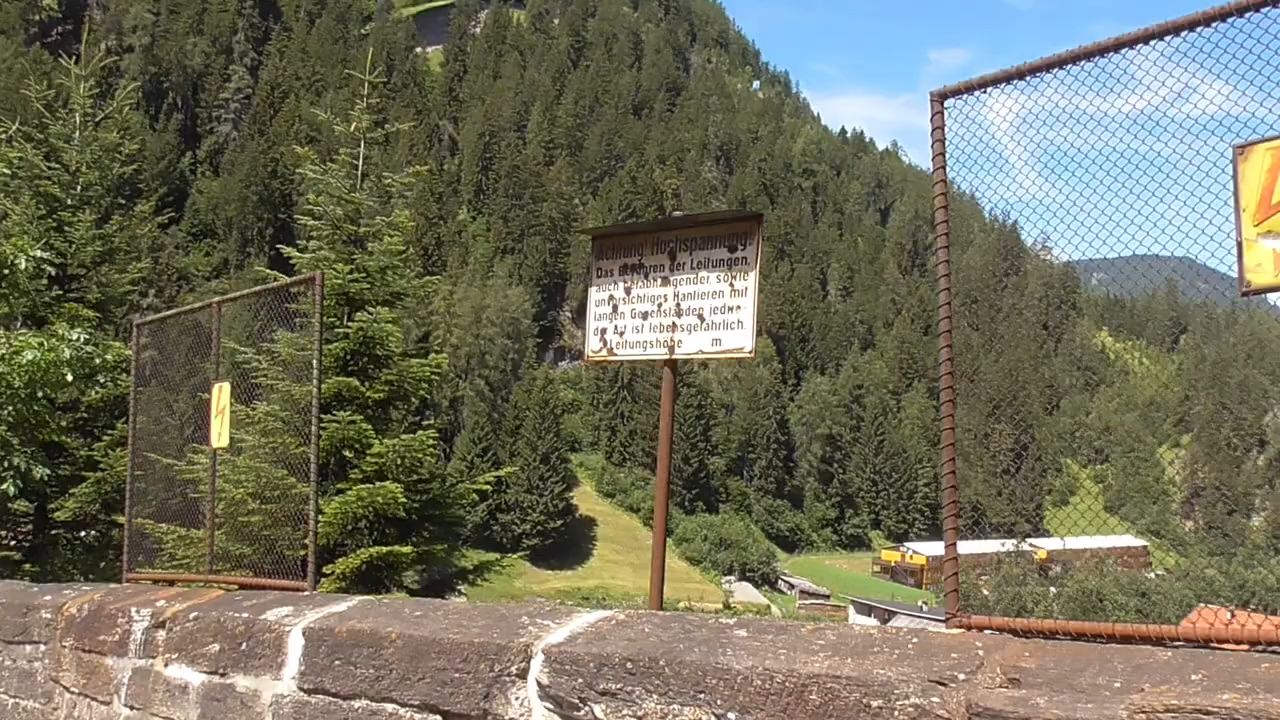 Achtung! Hochspannung!
Das Berühren der Leitungen,
auch herabhängender, sowie
unvorsichtiges Hantieren mit
langen Gegenständen jedwe-
der Art ist lebensgefährlich.
Leitungshöhe m